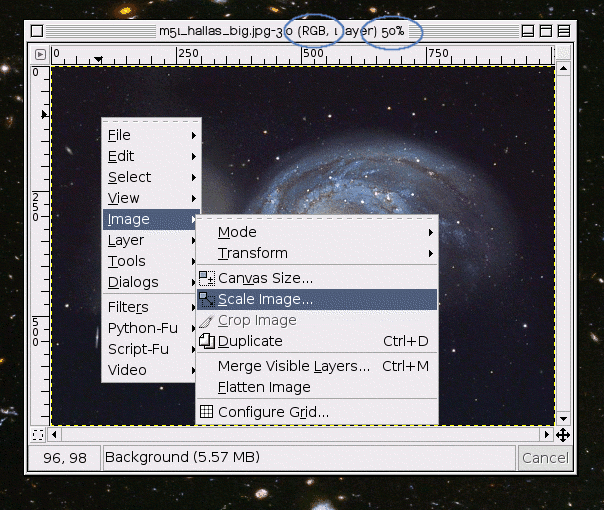 m51_hallas_big.jpg-3.0 (RGB, 1 layer) 50%
0 250 500 750
0
250
500
File
Edit
Select
View
Image
Layer
Tools
Dialogs
Filters
Python-Fu
Script-Fu
Video
Mode
Transform
Canvas Size...
Scale Image...
Crop Image
Duplicate Ctrl+D
Merge Visible Layers... Ctrl+M
Flatten Image
Configure Grid...
96, 98 Background (5.57 MB) Cancel